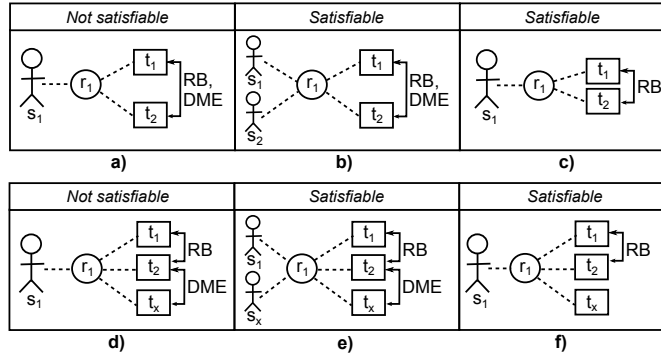 Not satisfiable
Satisfiable
Satisfiable
s1
r1
t1
t2
RB,
DME
s1
s2
r1
t1
t2
RB,
DME
s1
r1
t1
t2
RB
a)
b)
c)
Not satisfiable
Satisfiable
Satisfiable
s1
r1
t1
t2
tx
RB
DME
s1
sx
r1
t1
t2
tx
RB
DME
s1
r1
t1
t2
tx
RB
d)
e)
f)